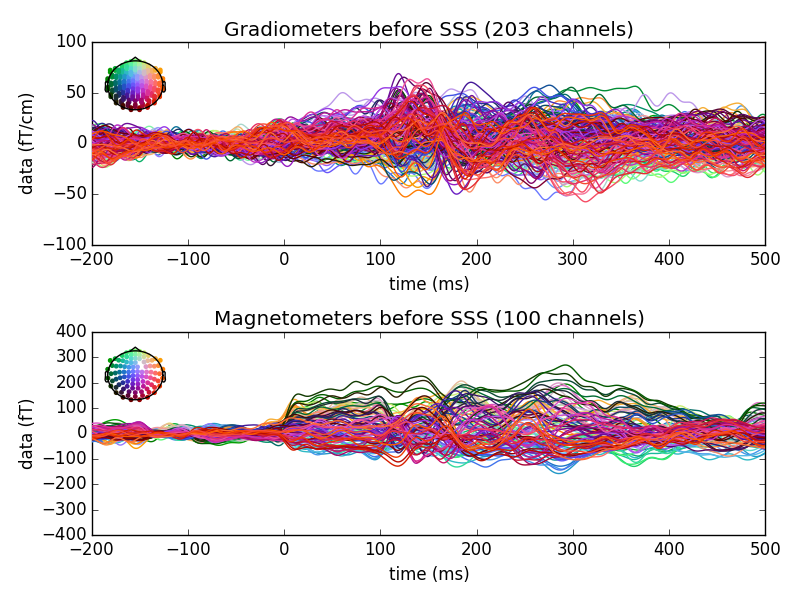 Gradiometers before SSS (203 channels)
100
50
0
−50
−100
data (fT/cm)
−200 −100 0 100 200 300 400 500
time (ms)
Magnetometers before SSS (100 channels)
400
300
200
100
0
−100
−200
−300
−400
data (fT)
−200 −100 0 100 200 300 400 500
time (ms)